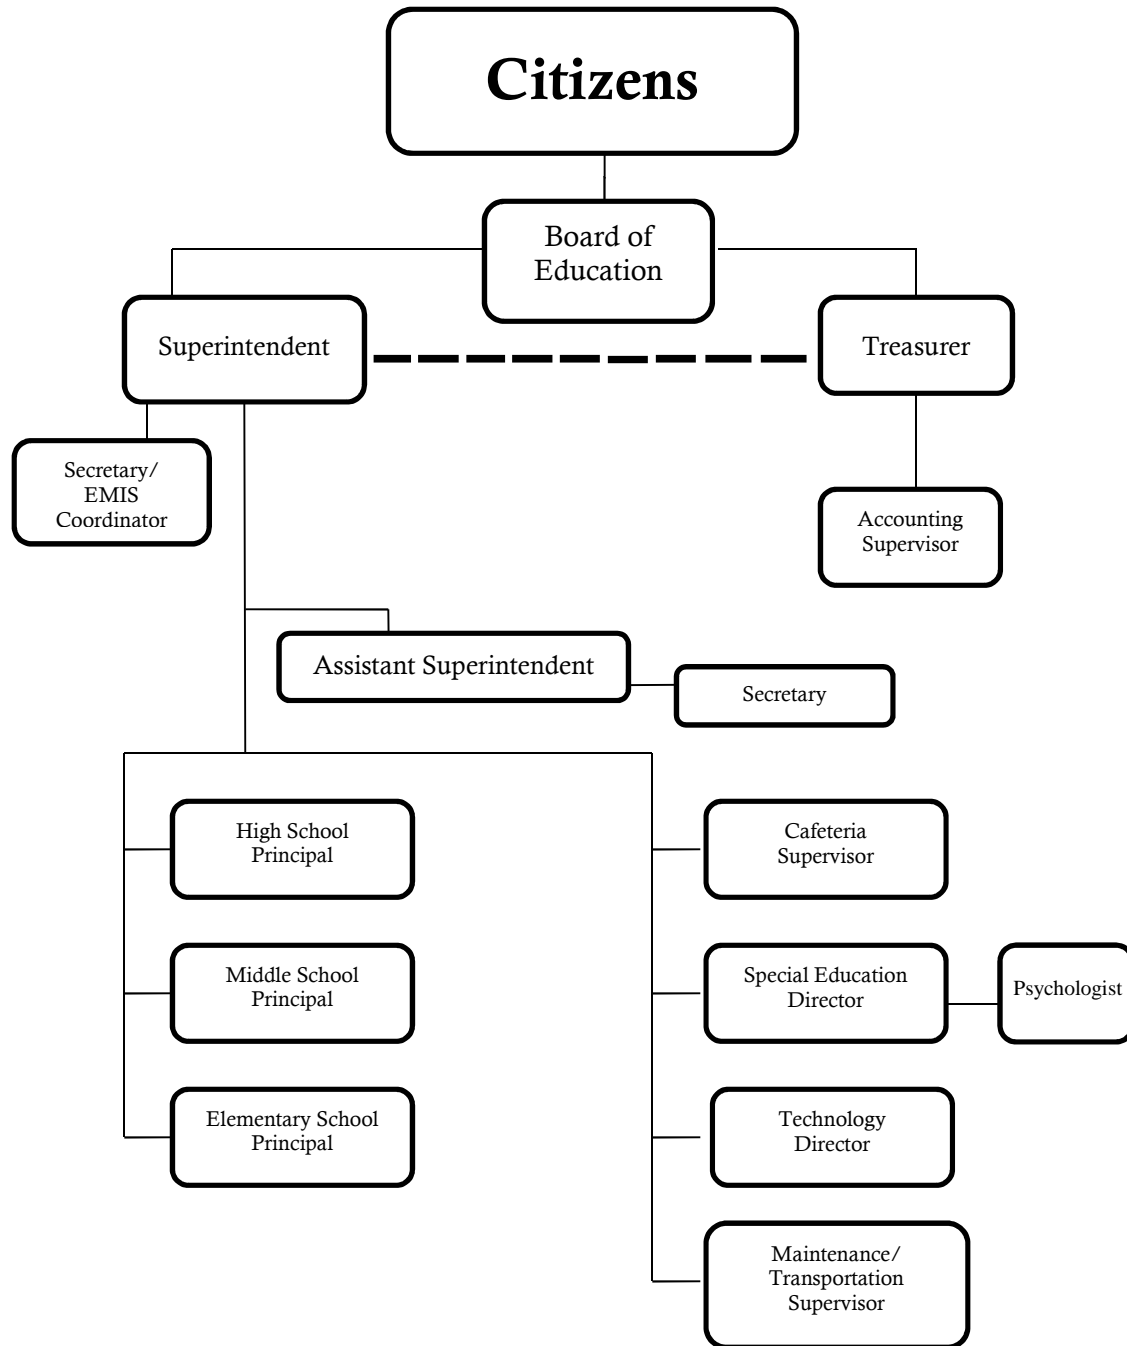 Citizens
Board of
Education
Superintendent
Treasurer
Secretary/
EMIS
Coordinator
Accounting
Supervisor
Assistant Superintendent
Secretary
High School
Principal
Cafeteria
Supervisor
Middle School
Principal
Special Education
Director
Psychologist
Elementary School
Principal
Technology
Director
Maintenance/
Transportation
Supervisor